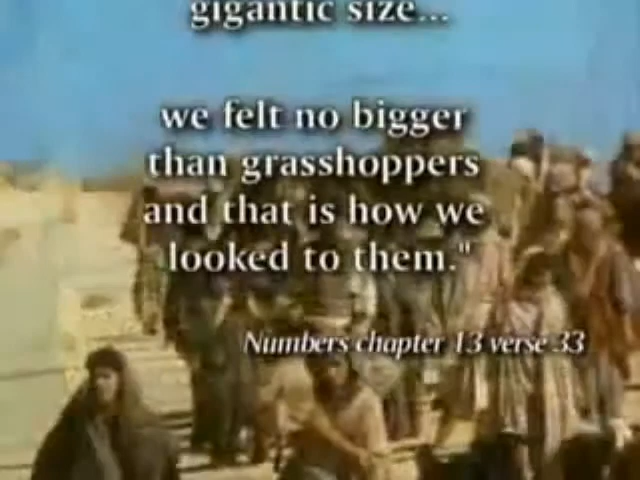 gigantic size...
we felt no bigger
than grasshoppers
and that is how we
looked to them."
Numbers chapter 13 verse 33